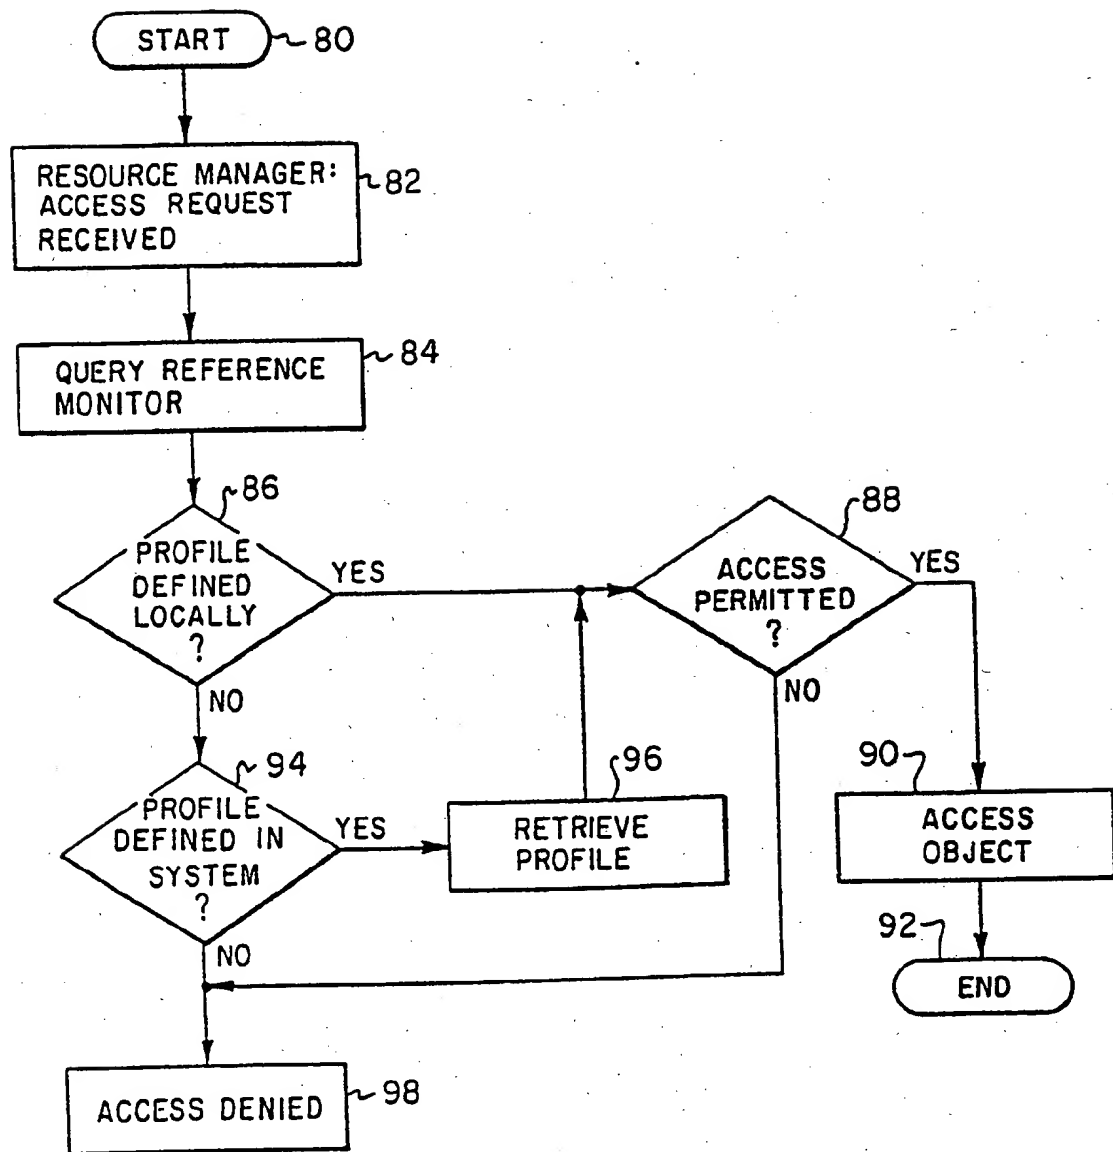 START
80
RESOURCE MANAGER:
ACCESS REQUEST
RECEIVED
82
QUERY REFERENCE
MONITOR
84
86
PROFILE
DEFINED
LOCALLY
?
YES
NO
88
ACCESS
PERMITTED
?
YES
NO
94
PROFILE
DEFINED IN
SYSTEM
?
YES
NO
96
RETRIEVE
PROFILE
90
ACCESS
OBJECT
92
END
ACCESS DENIED
98